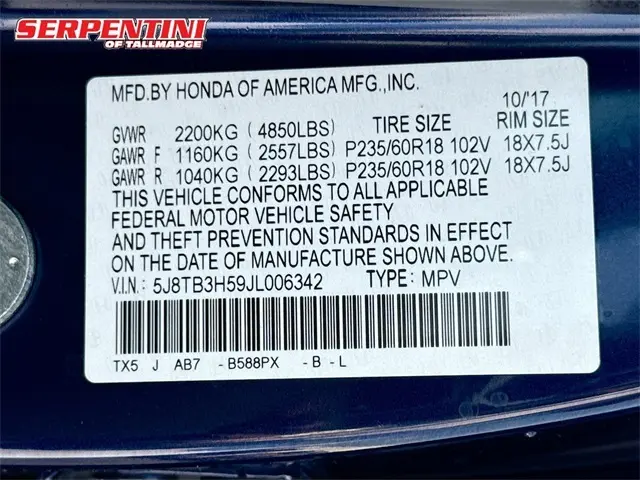 SERPENTINI
OF TALLMADGE
MFD.BY HONDA OF AMERICA MFG.,INC.
10/'17
GVWR 2200KG (4850LBS) TIRE SIZE RIM SIZE
GAWR F 1160KG (2557LBS) P235/60R18 102V 18X7.5J
GAWR R 1040KG (2293LBS) P235/60R18 102V 18X7.5J
THIS VEHICLE CONFORMS TO ALL APPLICABLE
FEDERAL MOTOR VEHICLE SAFETY
AND THEFT PREVENTION STANDARDS IN EFFECT
ON THE DATE OF MANUFACTURE SHOWN ABOVE.
V.I.N.: 5J8TB3H59JL006342 TYPE: MPV
TX5 J AB7 -B588PX -B -L